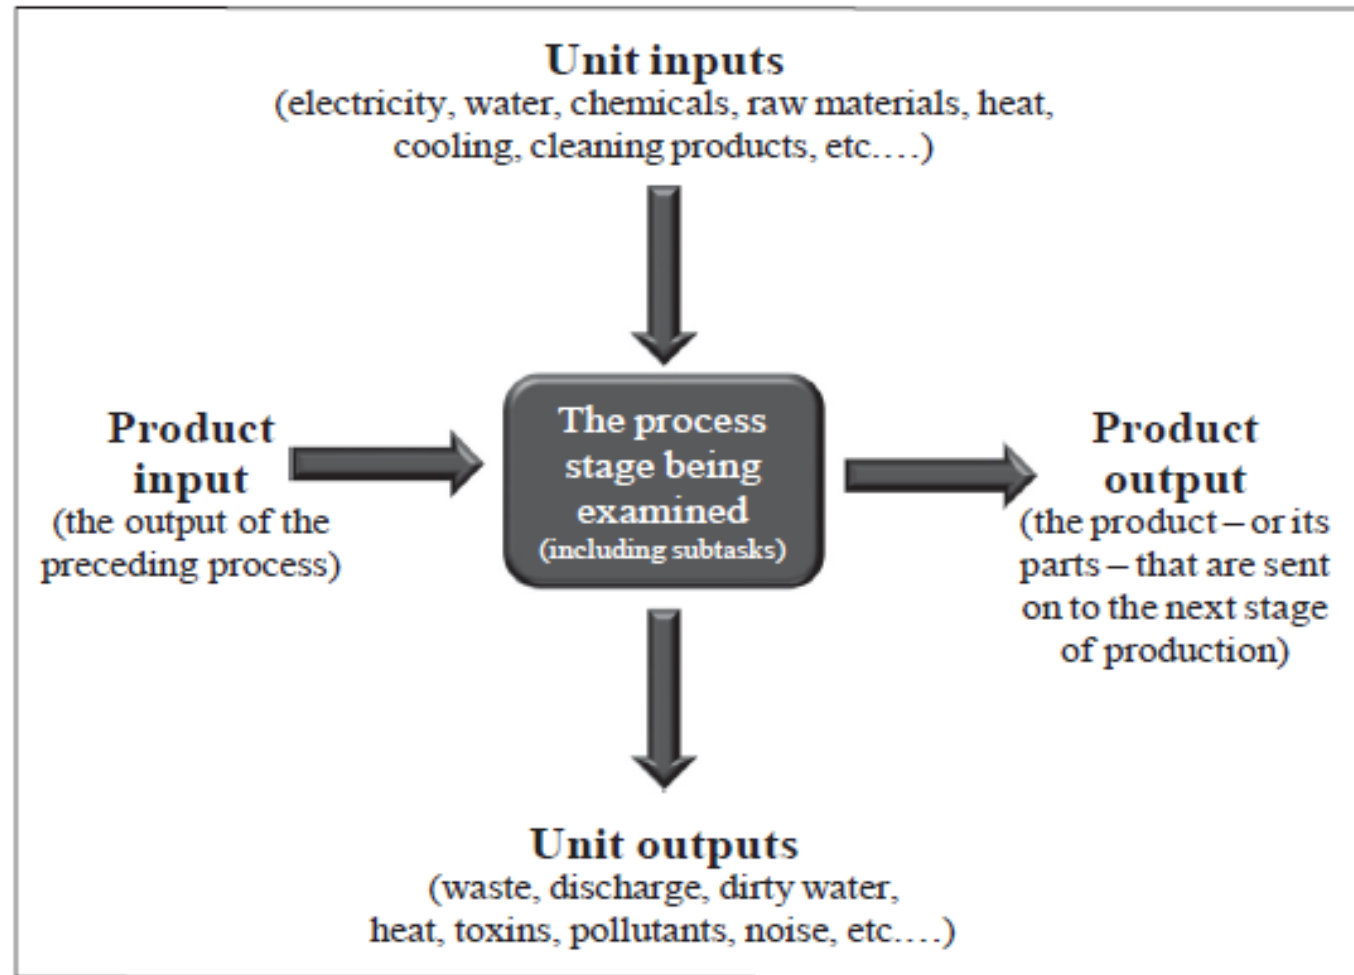 Unit inputs
(electricity, water, chemicals, raw materials, heat,
cooling, cleaning products, etc.…)
Product
input
(the output of the
preceding process)
The process
stage being
examined
(including subtasks)
Product
output
(the product – or its
parts – that are sent
on to the next stage
of production)
Unit outputs
(waste, discharge, dirty water,
heat, toxins, pollutants, noise, etc.…)